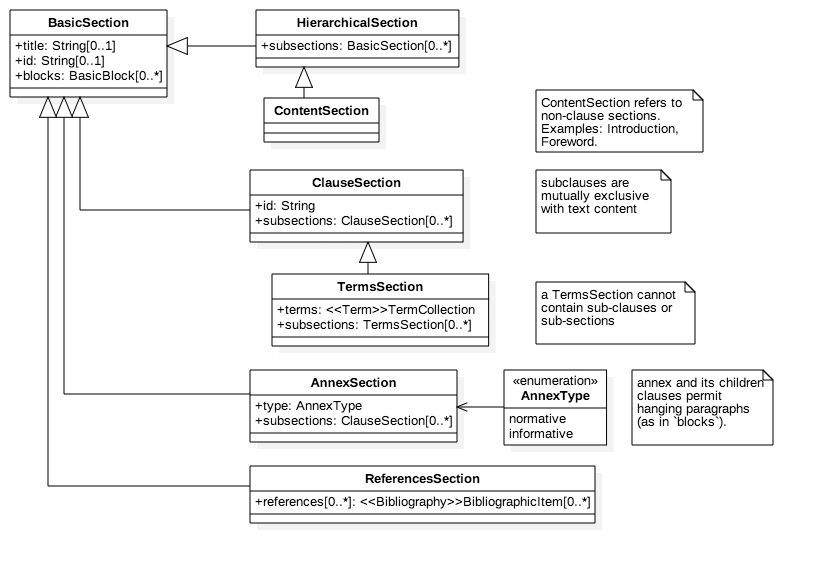 BasicSection
+title: String[0..1]
+id: String[0..1]
+blocks: BasicBlock[0..*]
HierarchicalSection
+subsections: BasicSection[0..*]
ContentSection
ContentSection refers to
non-clause sections.
Examples: Introduction,
Foreword.
ClauseSection
+id: String
+subsections: ClauseSection[0..*]
subclauses are
mutually exclusive
with text content
TermsSection
+terms: <<Term>>TermCollection
+subsections: TermsSection[0..*]
a TermsSection cannot
contain sub-clauses or
sub-sections
AnnexSection
+type: AnnexType
+subsections: ClauseSection[0..*]
«enumeration»
AnnexType
normative
informative
annex and its children
clauses permit
hanging paragraphs
(as in `blocks`).
ReferencesSection
+references[0..*]: <<Bibliography>>BibliographicItem[0..*]